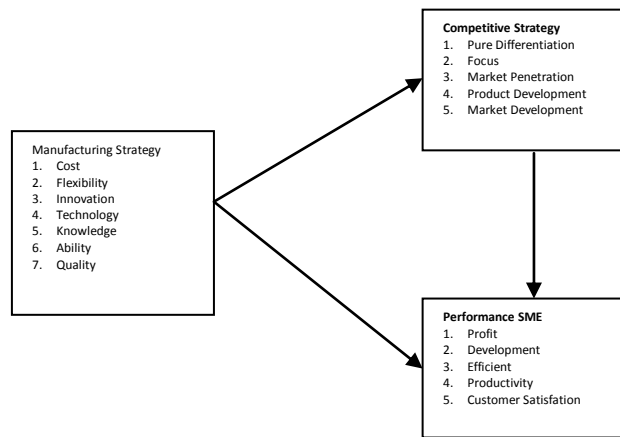 Competitive Strategy
1. Pure Differentiation
2. Focus
3. Market Penetration
4. Product Development
5. Market Development
Manufacturing Strategy
1. Cost
2. Flexibility
3. Innovation
4. Technology
5. Knowledge
6. Ability
7. Quality
Performance SME
1. Profit
2. Development
3. Efficient
4. Productivity
5. Customer Satisfaction